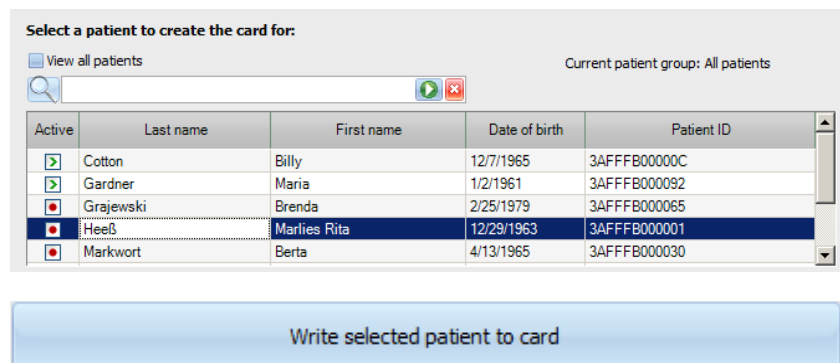 Select a patient to create the card for:
View all patients
Current patient group: All patients
Active Last name First name Date of birth Patient ID
Cotton Billy 12/7/1965 3AFFFB00000C
Gardner Maria 1/2/1961 3AFFFB000092
Grajewski Brenda 2/25/1979 3AFFFB000065
Heeß Marlies Rita 12/29/1963 3AFFFB000001
Markwort Berta 4/13/1965 3AFFFB000030
Write selected patient to card